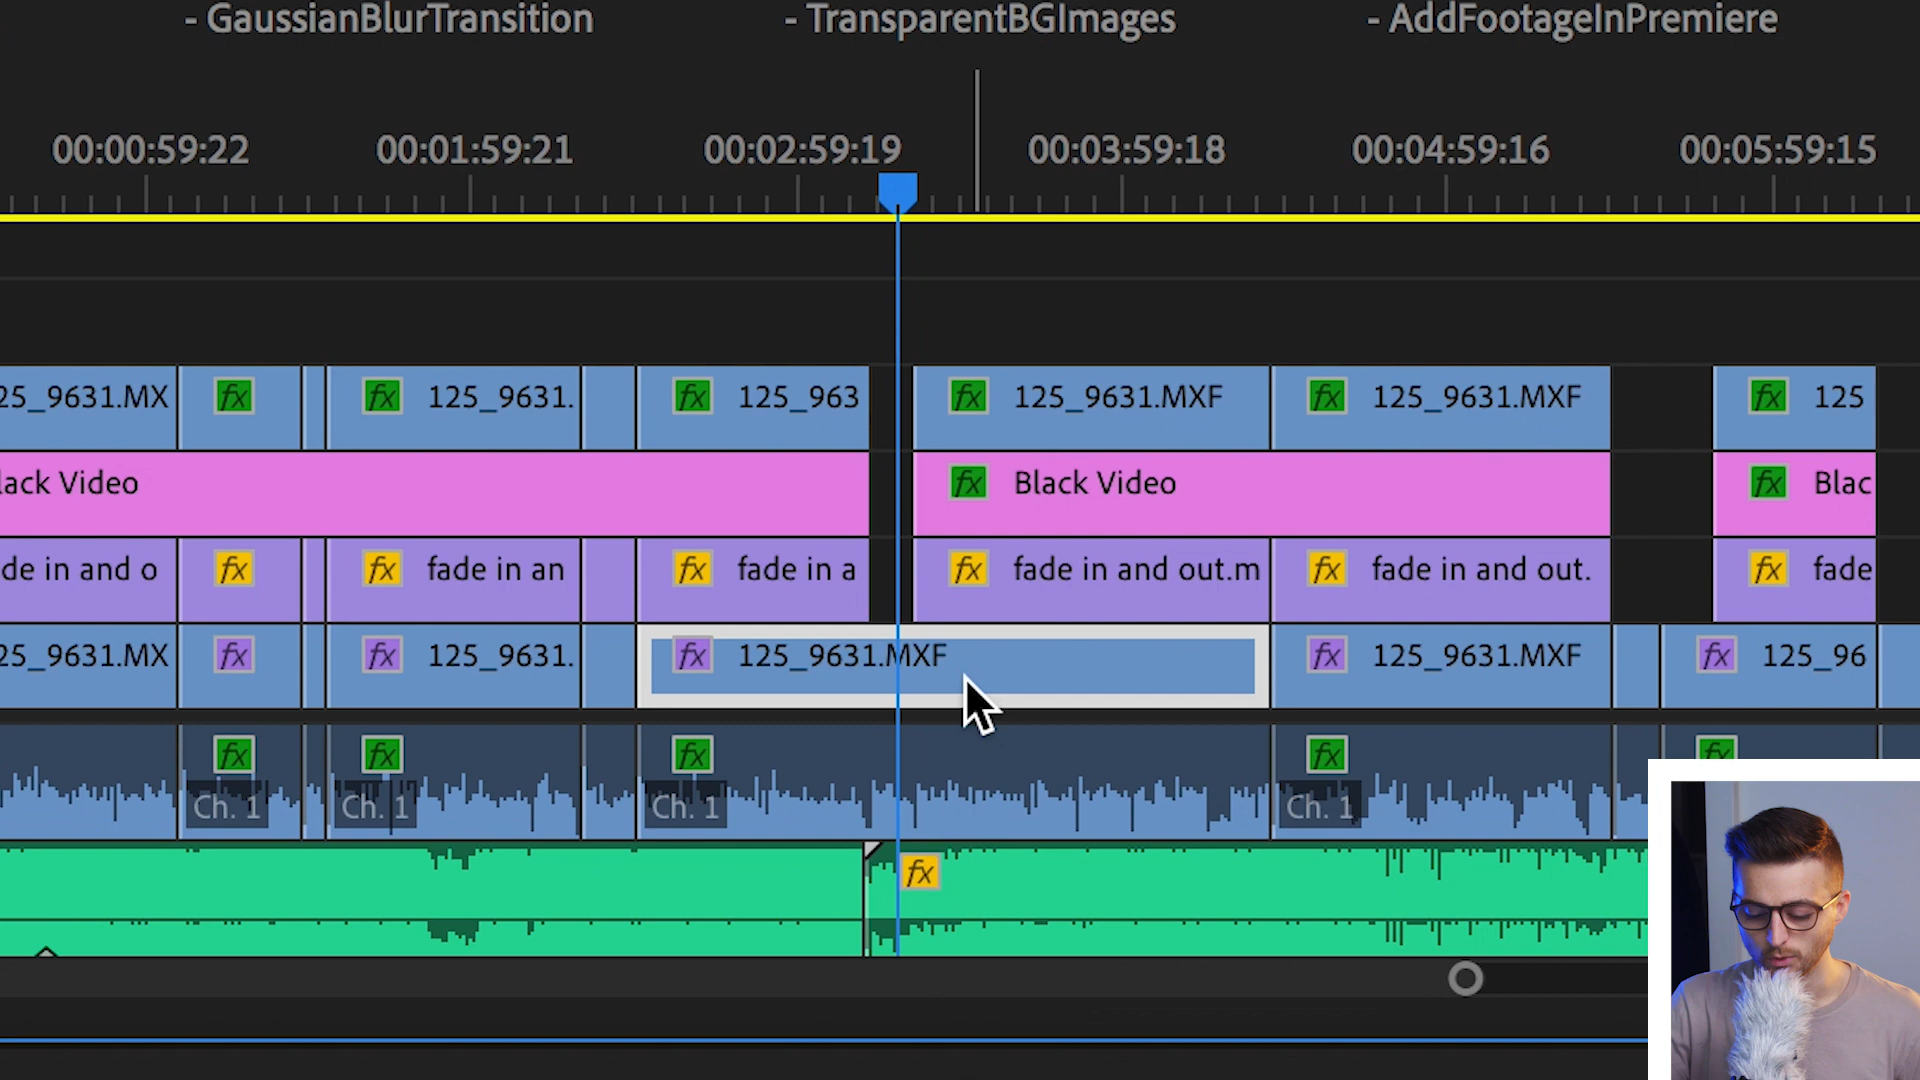 - GaussianBlurTransition - TransparentBGImages - AddFootageInPremiere
00:00:59:22 00:01:59:21 00:02:59:19 00:03:59:18 00:04:59:16 00:05:59:15
25_9631.MX fx fx 125_9631. fx 125_963 fx 125_9631.MXF fx 125_9631.MXF fx 125
lack Video fx Black Video fx Blac
de in and o fx fx fade in an fx fade in a fx fade in and out.m fx fade in and out. fx fade
25_9631.MX fx fx 125_9631. fx 125_9631.MXF fx 125_9631.MXF fx 125_96
fx fx fx fx fx
Ch. 1 Ch. 1 Ch. 1 Ch. 1
fx